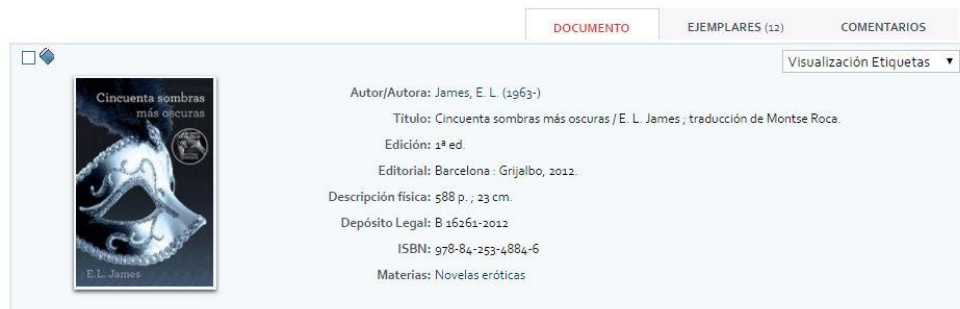 DOCUMENTO EJEMPLARES (12) COMENTARIOS
Visualización Etiquetas
Cincuenta sombras
más oscuras
E.L. James
Autor/Autora: James, E. L. (1963-)
Título: Cincuenta sombras más oscuras / E. L. James ; traducción de Montse Roca.
Edición: 1ª ed.
Editorial: Barcelona : Grijalbo, 2012.
Descripción física: 588 p. ; 23 cm.
Depósito Legal: B 16261-2012
ISBN: 978-84-253-4884-6
Materias: Novelas eróticas